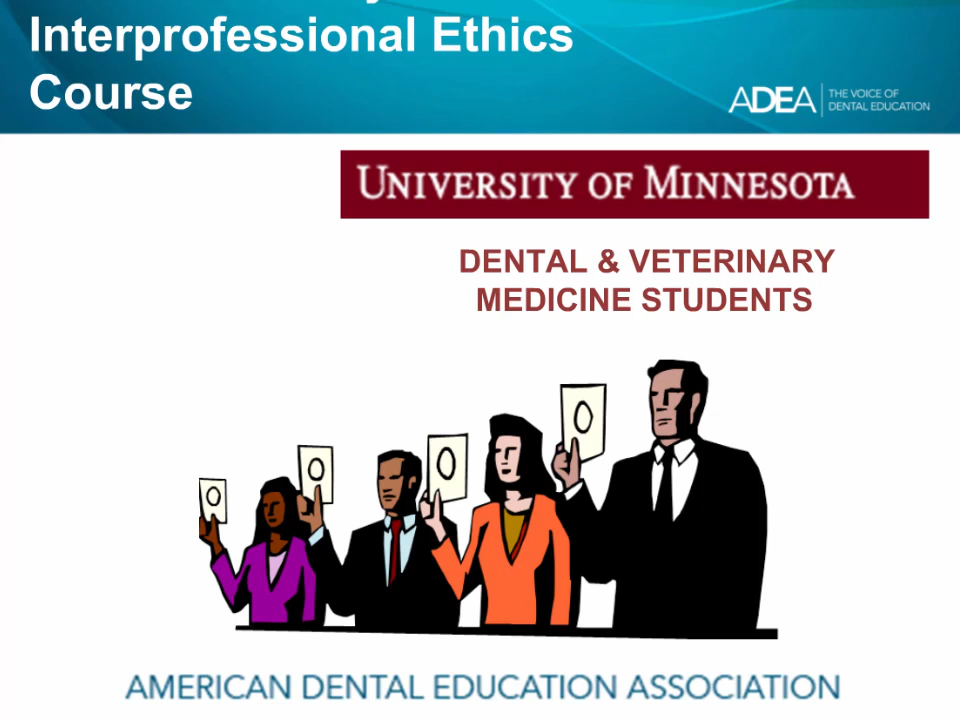 Interprofessional Ethics
Course
ADEA
THE VOICE OF
DENTAL EDUCATION
UNIVERSITY OF MINNESOTA
DENTAL & VETERINARY
MEDICINE STUDENTS
0
0
0
0
AMERICAN DENTAL EDUCATION ASSOCIATION